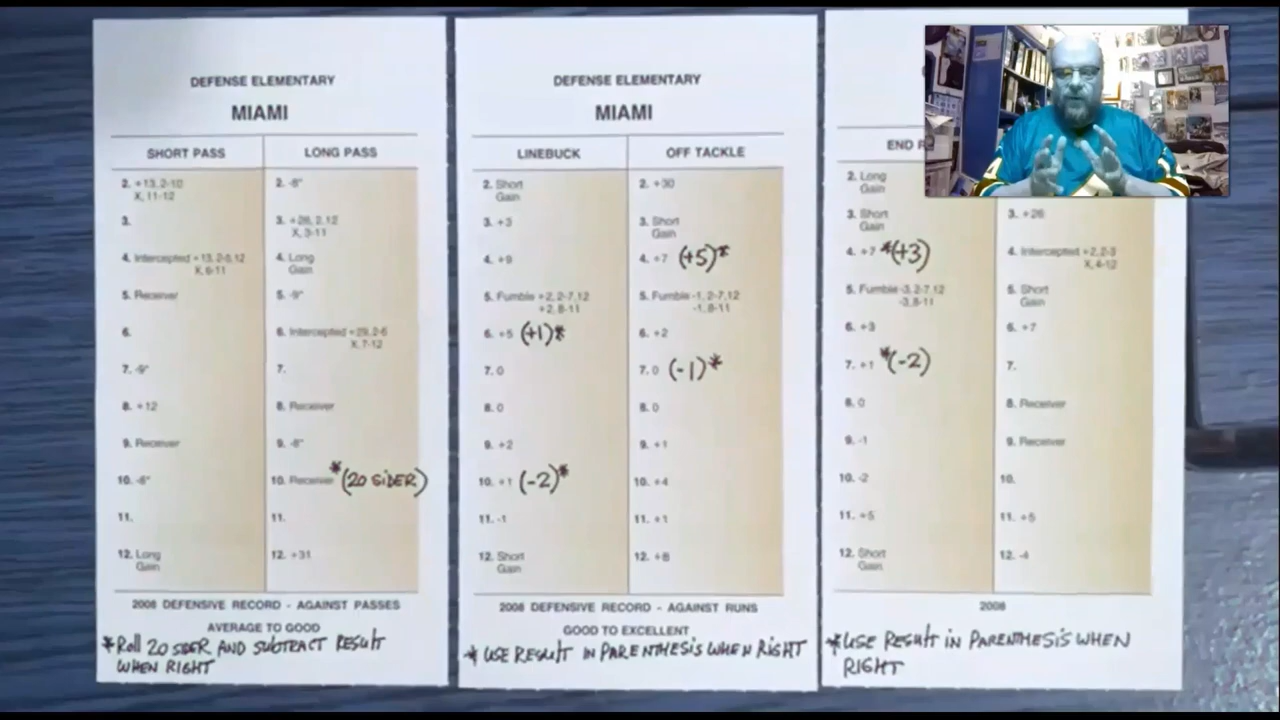 DEFENSE ELEMENTARY
MIAMI
SHORT PASS
2. +13, 2-10
X, 11-12
3.
4. Intercepted +13, 2-5,12
X, 6-11
5. Receiver
6.
7. -9"
8. +12
9. Receiver
10. -6"
11.
12. Long
Gain
LONG PASS
2. -8"
3. +26, 2,12
X, 3-11
4. Long
Gain
5. -9"
6. Intercepted +29, 2-6
X, 7-12
7.
8. Receiver
9. -8"
10. Receiver *(20 SIDER)
11.
12. +31
2008 DEFENSIVE RECORD - AGAINST PASSES
AVERAGE TO GOOD
*Roll 20 SIDER AND SUBTRACT RESULT
WHEN RIGHT
DEFENSE ELEMENTARY
MIAMI
LINEBUCK
2. Short
Gain
3. +3
4. +9
5. Fumble +2, 2-7,12
+2, 8-11
6. +5 (+1)*
7. 0
8. 0
9. +2
10. +1 (-2)*
11. -1
12. Short
Gain
OFF TACKLE
2. +30
3. Short
Gain
4. +7 (+5)*
5. Fumble -1, 2-7,12
-1, 8-11
6. +2
7. 0 (-1)*
8. 0
9. +1
10. +4
11. +1
12. +8
2008 DEFENSIVE RECORD - AGAINST RUNS
GOOD TO EXCELLENT
* USE RESULT IN PARENTHESIS WHEN RIGHT
END R
2. Long
Gain
3. Short
Gain
4. +7 *(+3)
5. Fumble -3, 2-7,12
-3, 8-11
6. +3
7. +1 *(-2)
8. 0
9. -1
10. -2
11. +5
12. Short
Gain
3. +26
4. Intercepted +2, 2-3
X, 4-12
5. Short
Gain
6. +7
7.
8. Receiver
9. Receiver
10.
11. +5
12. -4
2008
*USE RESULT IN PARENTHESIS WHEN
RIGHT